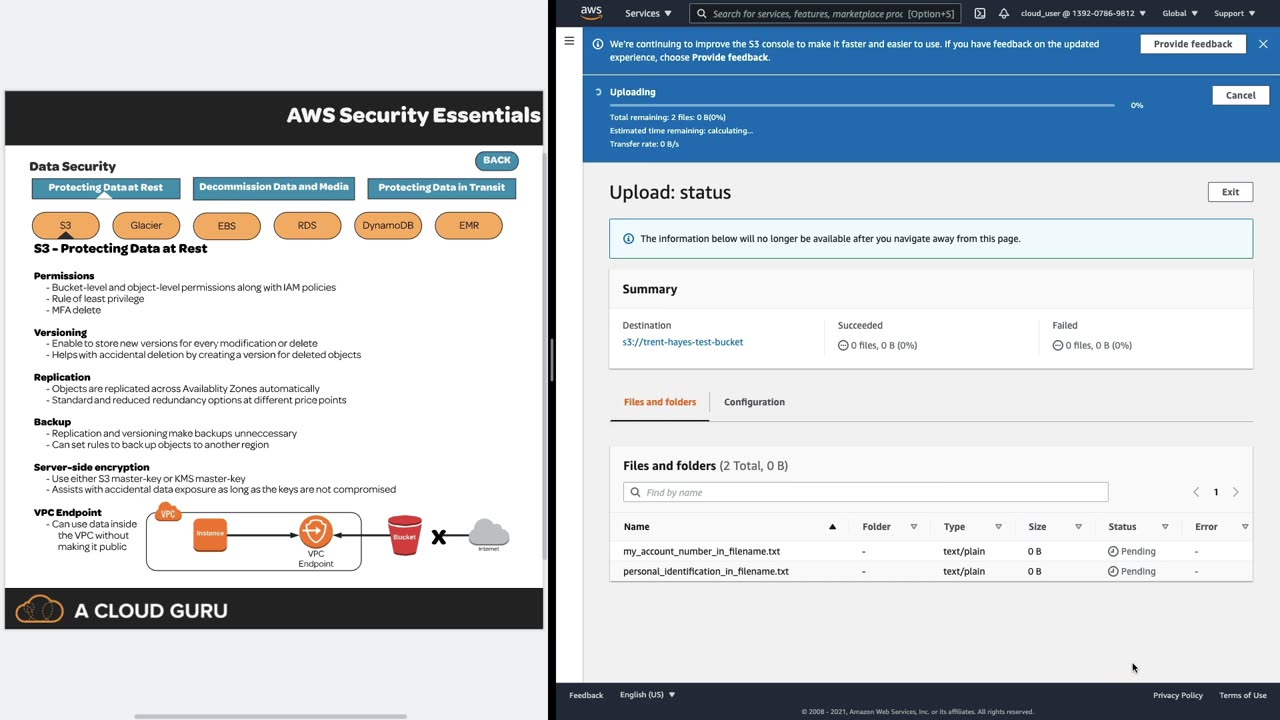 AWS Security Essentials
Data Security
BACK
Protecting Data at Rest
Decommission Data and Media
Protecting Data in Transit
S3
Glacier
EBS
RDS
DynamoDB
EMR
S3 - Protecting Data at Rest
Permissions
- Bucket-level and object-level permissions along with IAM policies
- Rule of least privilege
- MFA delete
Versioning
- Enable to store new versions for every modification or delete
- Helps with accidental deletion by creating a version for deleted objects
Replication
- Objects are replicated across Availablity Zones automatically
- Standard and reduced redundancy options at different price points
Backup
- Replication and versioning make backups unneccessary
- Can set rules to back up objects to another region
Server-side encryption
- Use either S3 master-key or KMS master-key
- Assists with accidental data exposure as long as the keys are not compromised
VPC Endpoint
- Can use data inside
the VPC without
making it public
VPC
Instance
VPC
Endpoint
Bucket
X
Internet
A CLOUD GURU
aws
Services
Search for services, features, marketplace proc [Option+S]
cloud_user @ 1392-0786-9812
Global
Support
We're continuing to improve the S3 console to make it faster and easier to use. If you have feedback on the updated
experience, choose Provide feedback.
Provide feedback
Uploading
0%
Cancel
Total remaining: 2 files: 0 B(0%)
Estimated time remaining: calculating...
Transfer rate: 0 B/s
Upload: status
Exit
The information below will no longer be available after you navigate away from this page.
Summary
Destination
s3://trent-hayes-test-bucket
Succeeded
0 files, 0 B (0%)
Failed
0 files, 0 B (0%)
Files and folders
Configuration
Files and folders (2 Total, 0 B)
Find by name
1
Name Folder Type Size Status Error
my_account_number_in_filename.txt - text/plain 0 B Pending -
personal_identification_in_filename.txt - text/plain 0 B Pending -
Feedback
English (US)
Privacy Policy
Terms of Use
© 2008 - 2021, Amazon Web Services, Inc. or its affiliates. All rights reserved.